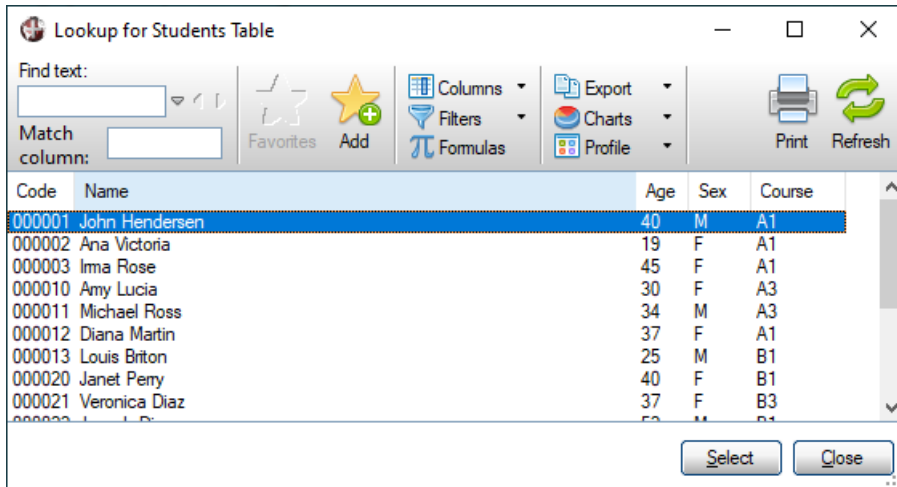 Lookup for Students Table
Find text:
Match
column:
Favorites
Add
Columns
Filters
Formulas
Export
Charts
Profile
Print
Refresh
Code Name Age Sex Course
000001 John Hendersen 40 M A1
000002 Ana Victoria 19 F A1
000003 Irma Rose 45 F A1
000010 Amy Lucia 30 F A3
000011 Michael Ross 34 M A3
000012 Diana Martin 37 F A1
000013 Louis Briton 25 M B1
000020 Janet Perry 40 F B1
000021 Veronica Diaz 37 F B3
Select Close